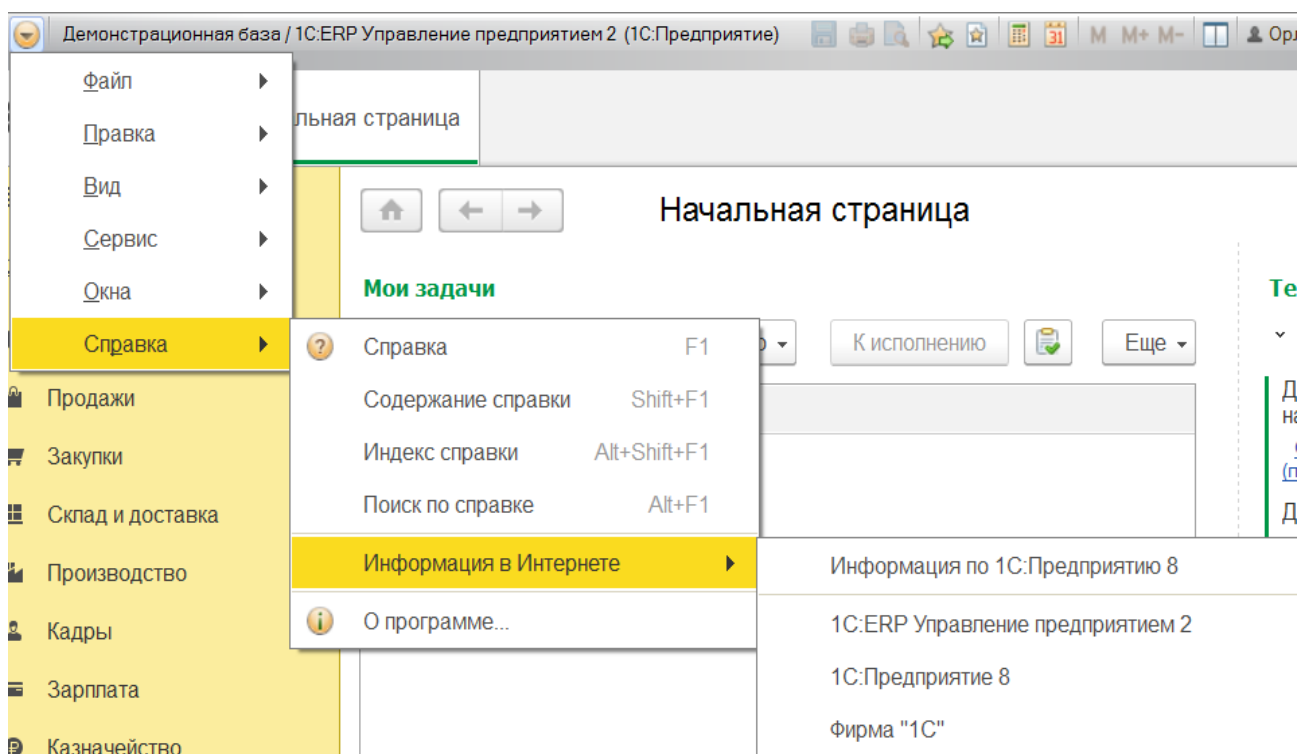 Демонстрационная база / 1С:ERP Управление предприятием 2 (1С:Предприятие)
31
M M+ M-
Файл
Правка
Вид
Сервис
Окна
Справка
страница
Начальная страница
Мои задачи
К исполнению
Еще
Справка F1
Содержание справки Shift+F1
Индекс справки Alt+Shift+F1
Поиск по справке Alt+F1
Информация в Интернете
О программе...
Информация по 1С:Предприятию 8
1С:ERP Управление предприятием 2
1С:Предприятие 8
Фирма "1С"
Продажи
Закупки
Склад и доставка
Производство
Кадры
Зарплата
Казначейство